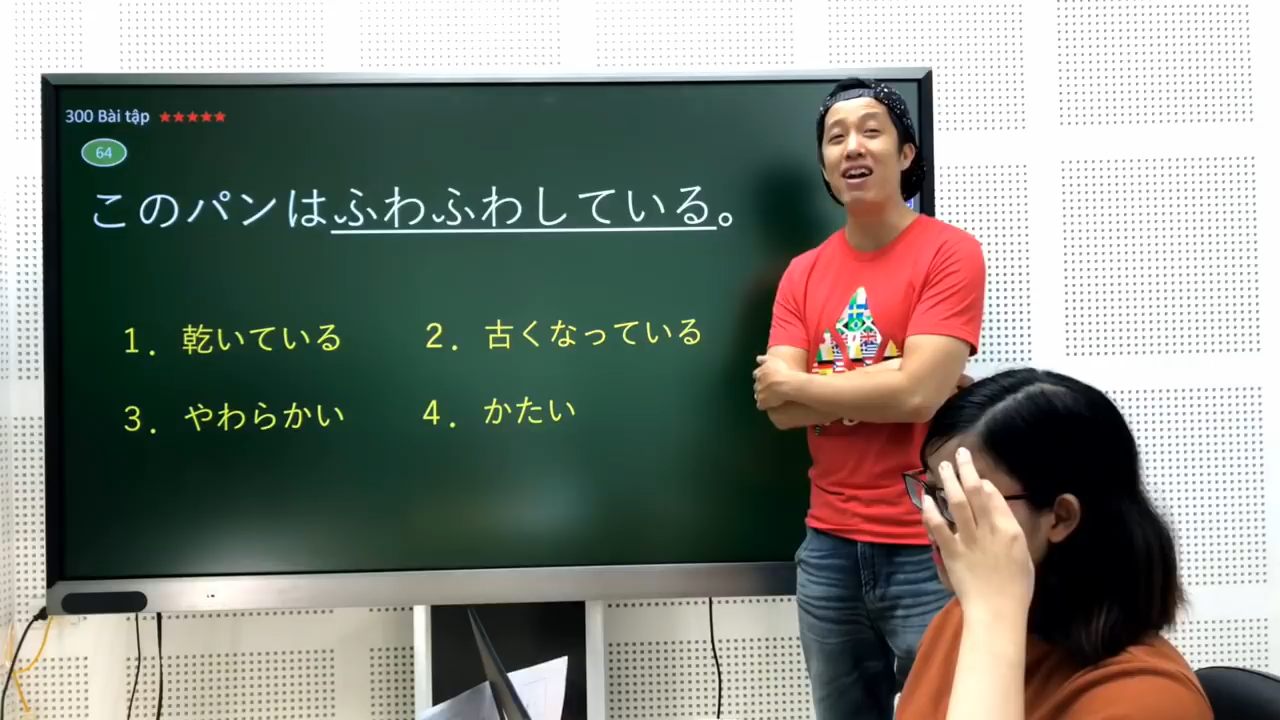 300 Bài tập ★★★★★
64
このパンはふわふわしている。
1. 乾いている 2. 古くなっている
3. やわらかい 4. かたい